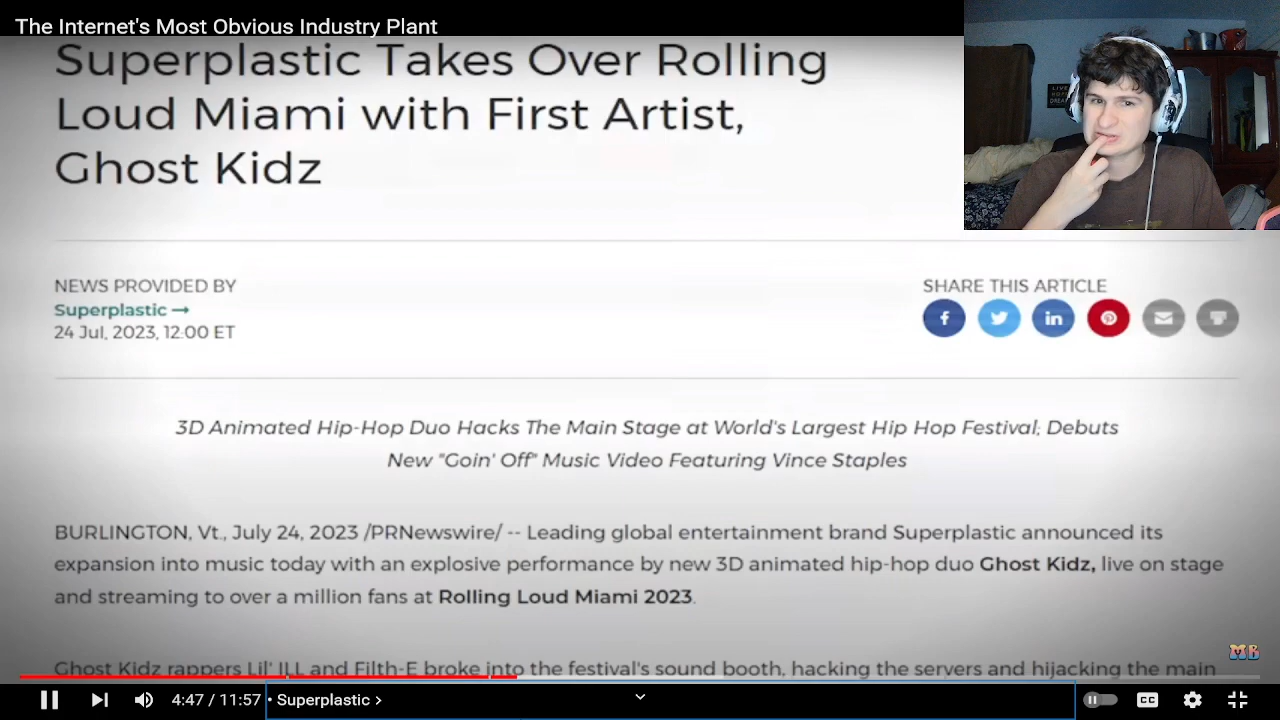 The Internet's Most Obvious Industry Plant
Superplastic Takes Over Rolling
Loud Miami with First Artist,
Ghost Kidz
NEWS PROVIDED BY
Superplastic →
24 Jul, 2023, 12:00 ET
SHARE THIS ARTICLE
3D Animated Hip-Hop Duo Hacks The Main Stage at World's Largest Hip Hop Festival; Debuts
New "Goin' Off" Music Video Featuring Vince Staples
BURLINGTON, Vt., July 24, 2023 /PRNewswire/ -- Leading global entertainment brand Superplastic announced its
expansion into music today with an explosive performance by new 3D animated hip-hop duo Ghost Kidz, live on stage
and streaming to over a million fans at Rolling Loud Miami 2023.
Ghost Kidz rappers Lil' ILL and Filth-E broke into the festival's sound booth, hacking the servers and hijacking the main
MB
4:47 / 11:57 • Superplastic >
CC